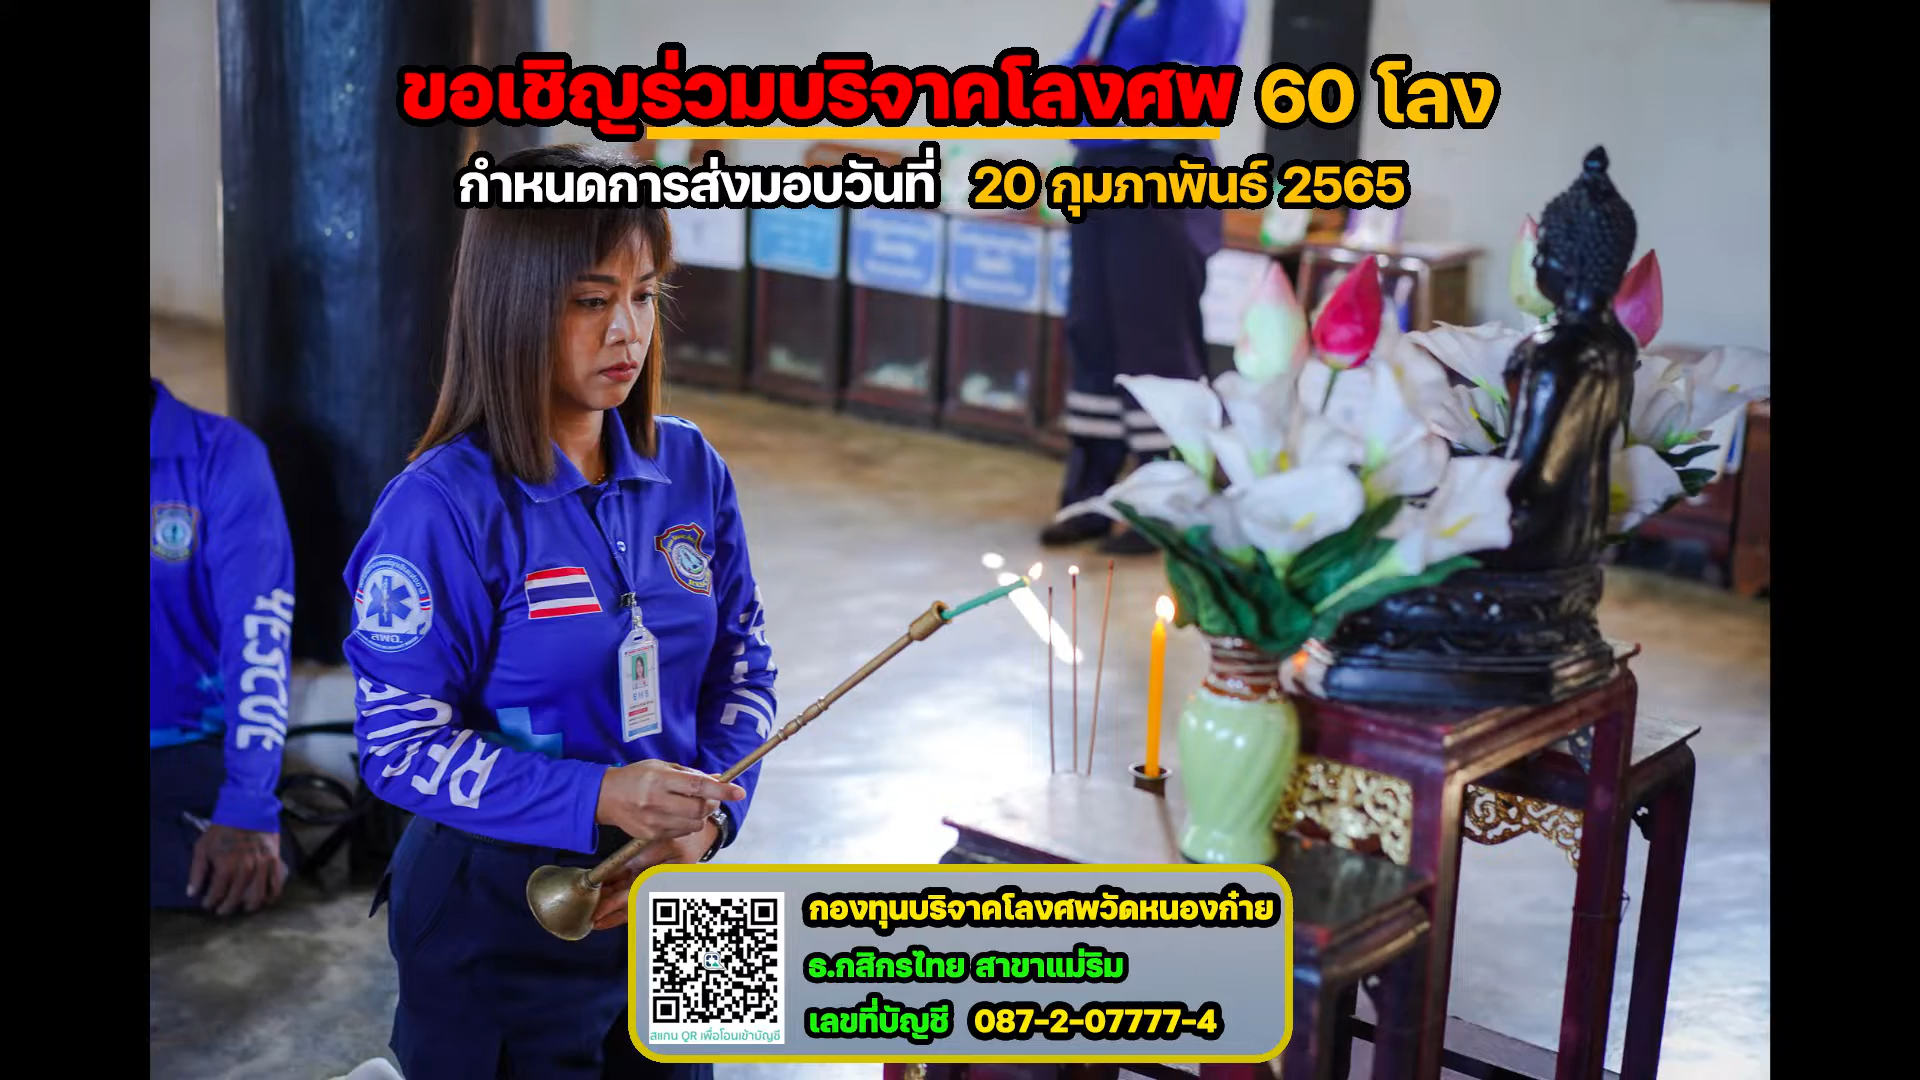 ขอเชิญร่วมบริจาคโลงศพ 60 โลง
กำหนดการส่งมอบวันที่ 20 กุมภาพันธ์ 2565
RESCUE
RESCUE
สพฉ.
EMS
กองทุนบริจาคโลงศพวัดหนองก๋าย
ธ.กสิกรไทย สาขาแม่ริม
เลขที่บัญชี 087-2-07777-4
สแกน QR เพื่อโอนเข้าบัญชี